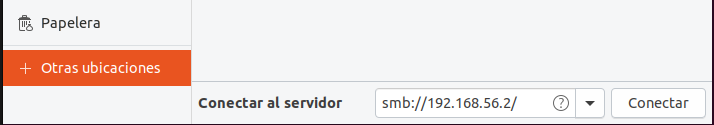 Papelera
Otras ubicaciones
Conectar al servidor smb://192.168.56.2/ Conectar